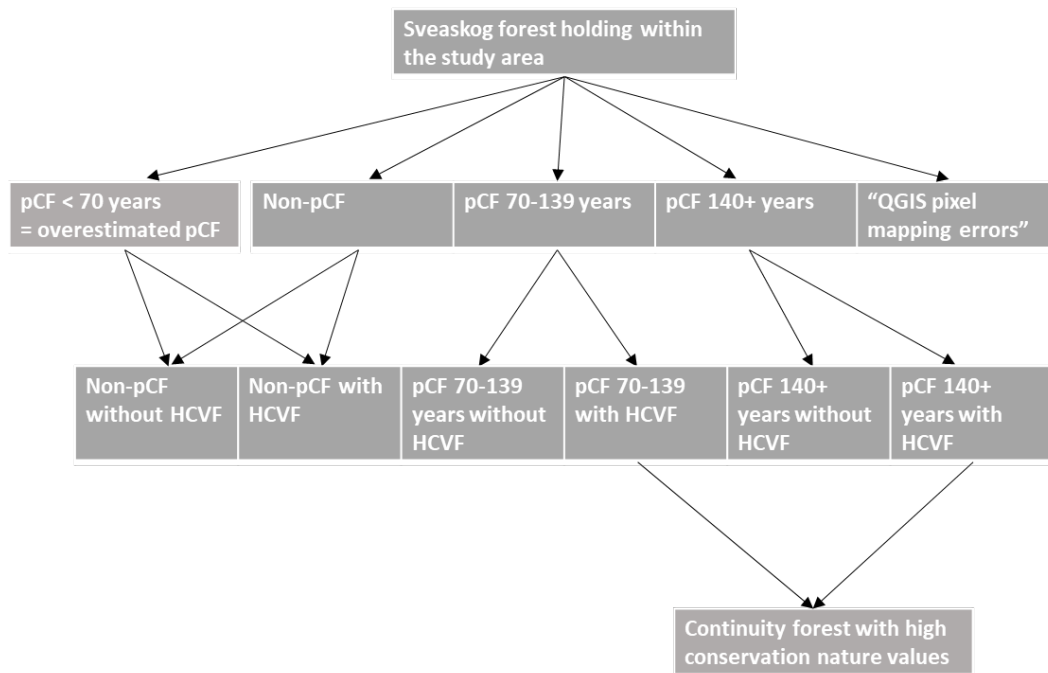 Sveaskog forest holding within
the study area
pCF < 70 years
= overestimated pCF
Non-pCF
pCF 70-139 years
pCF 140+ years
“QGIS pixel
mapping errors”
Non-pCF
without HCVF
Non-pCF with
HCVF
pCF 70-139
years without
HCVF
pCF 70-139
with HCVF
pCF 140+
years without
HCVF
pCF 140+
years with
HCVF
Continuity forest with high
conservation nature values